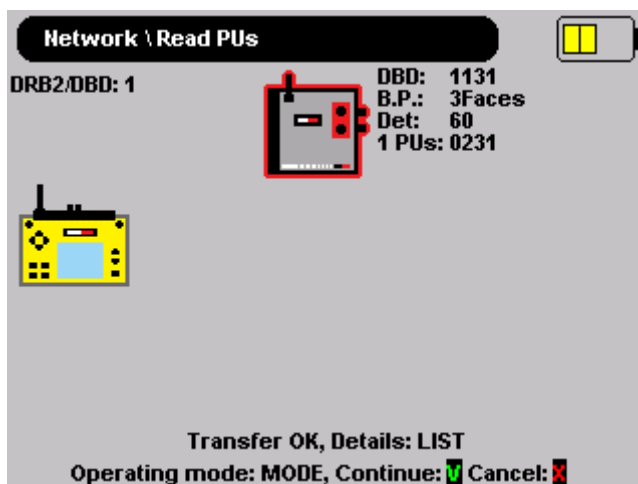 Network \ Read PUs
DRB2/DBD: 1
DBD: 1131
B.P.: 3Faces
Det: 60
1 PUs: 0231
Transfer OK, Details: LIST
Operating mode: MODE, Continue: V Cancel: X